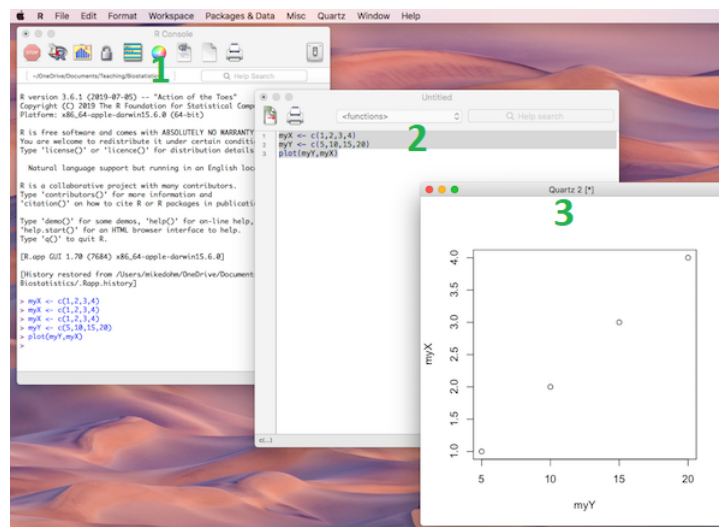 R File Edit Format Workspace Packages & Data Misc Quartz Window Help
R Console
STOP
1
~/OneDrive/Documents/Teaching/Biostatistic
Help Search
R version 3.6.1 (2019-07-05) -- "Action of the Toes"
Copyright (C) 2019 The R Foundation for Statistical Comp
Platform: x86_64-apple-darwin15.6.0 (64-bit)
R is free software and comes with ABSOLUTELY NO WARRANTY
You are welcome to redistribute it under certain conditi
Type 'license()' or 'licence()' for distribution details
Natural language support but running in an English loc
R is a collaborative project with many contributors.
Type 'contributors()' for more information and
'citation()' on how to cite R or R packages in publicati
Type 'demo()' for some demos, 'help()' for on-line help,
'help.start()' for an HTML browser interface to help.
Type 'q()' to quit R.
[R.app GUI 1.70 (7684) x86_64-apple-darwin15.6.0]
[History restored from /Users/mikedohm/OneDrive/Document
Biostatistics/.Rapp.history]
> myX <- c(1,2,3,4)
> myX <- c(1,2,3,4)
> myX <- c(1,2,3,4)
> myY <- c(5,10,15,20)
> plot(myY,myX)
>
Untitled
<functions>
Help search
2
1 myX <- c(1,2,3,4)
2 myY <- c(5,10,15,20)
3 plot(myY,myX)
c(...)
Quartz 2 [*]
3
myX
4.0
3.5
3.0
2.5
2.0
1.5
1.0
5 10 15 20
myY